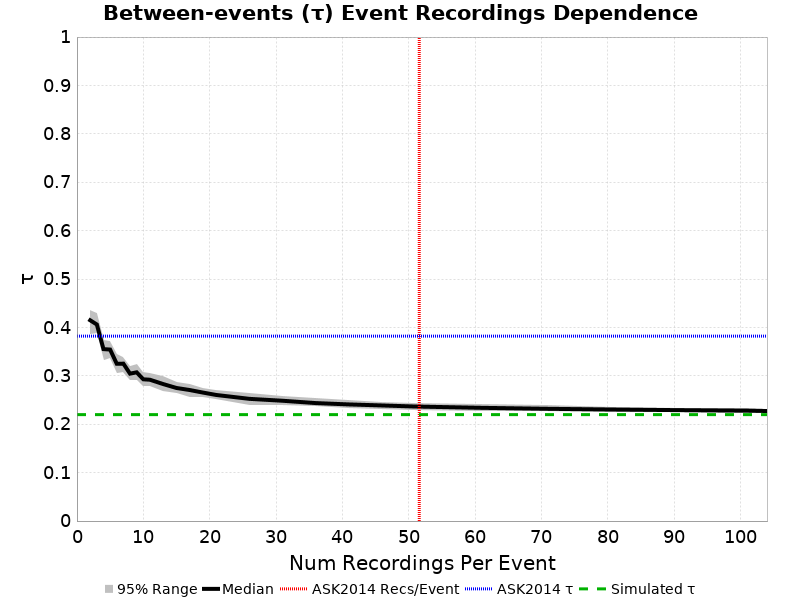 Between-events (τ) Event Recordings Dependence
1
0.9
0.8
0.7
0.6
0.5
0.4
0.3
0.2
0.1
0
τ
0 10 20 30 40 50 60 70 80 90 100
Num Recordings Per Event
95% Range Median ASK2014 Recs/Event ASK2014 τ Simulated τ